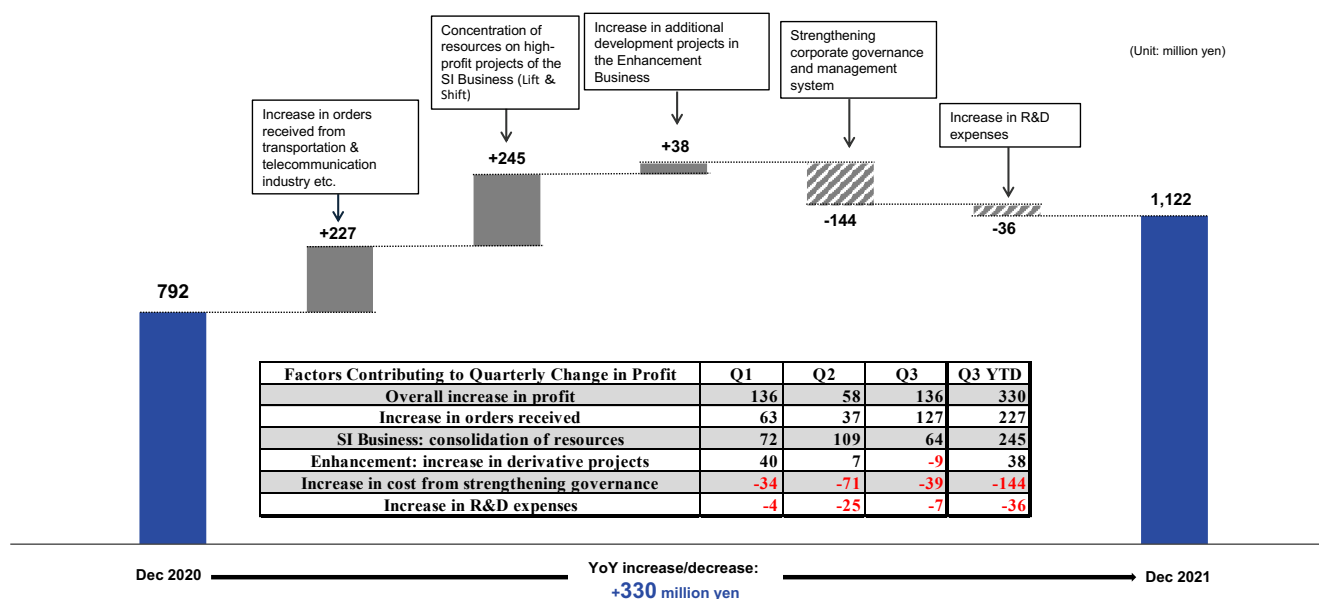 (Unit: million yen)
Increase in orders
received from
transportation &
telecommunication
industry etc.
Concentration of
resources on high-
profit projects of the
SI Business (Lift &
Shift)
Increase in additional
development projects in
the Enhancement
Business
Strengthening
corporate governance
and management
system
Increase in R&D
expenses
792
+227
+245
+38
-144
-36
1,122
Factors Contributing to Quarterly Change in Profit Q1 Q2 Q3 Q3 YTD
Overall increase in profit 136 58 136 330
Increase in orders received 63 37 127 227
SI Business: consolidation of resources 72 109 64 245
Enhancement: increase in derivative projects 40 7 -9 38
Increase in cost from strengthening governance -34 -71 -39 -144
Increase in R&D expenses -4 -25 -7 -36
Dec 2020
YoY increase/decrease:
+330 million yen
Dec 2021